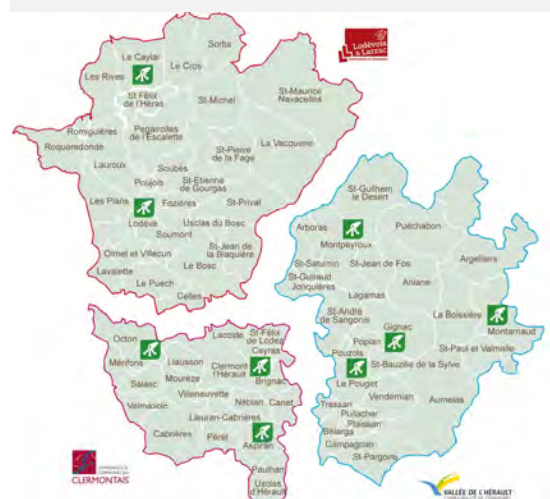 Sorbs
Lodévois
& Larzac
Le Caylar
Le Cros
Les Rives
St-Félix
de l'Héras
St-Michel
St-Maurice
Navacelles
Romiguières
Pegairolles
de l'Escalette
Roqueredonde
St-Pierre
de la Fage
La Vacquerie
Lauroux
Soubès
Poujols
St-Etienne
de Gourgas
Les Plans
Fozières
St-Privat
Lodève
Usclas du Bosc
Soumont
Olmet et Villecun
St-Jean de
la Blaquière
Le Bosc
Lavalette
Le Puech
Celles
St-Guilhem
le Désert
Arboras
Puéchabon
Montpeyroux
Argelliers
St-Saturnin
St-Jean de Fos
St-Guiraud
Jonquières
Aniane
Lagamas
St-André
de Sangonis
La Boissière
Gignac
Montarnaud
Popian
St-Paul et Valmalle
Pouzols
St-Bauzille de la Sylve
Le Pouget
Vendémian
Aumelas
Tressan
Puilacher
Plaissan
Bélarga
Campagnan
St-Pargoire
Octon
Lacoste
St-Félix
de Lodez
Ceyras
Mérifons
Liausson
Clermont
l'Hérault
Salasc
Mourèze
Brignac
Villeneuvette
Valmascle
Nébian
Canet
Lieuran-Cabrières
Cabrières
Péret
Aspiran
Paulhan
Usclas
d'Hérault
CLERMONTAIS
VALLÉE DE L'HÉRAULT